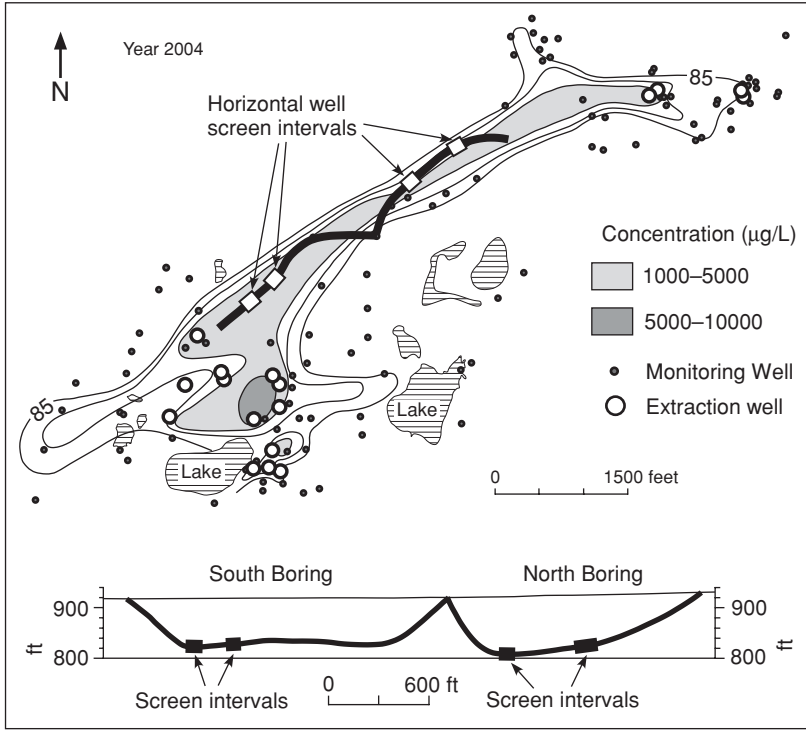 Year 2004
N
Horizontal well
screen intervals
85
Concentration (μg/L)
1000–5000
5000–10000
Monitoring Well
Extraction well
85
Lake
Lake
0 1500 feet
South Boring
North Boring
900
800
ft
900
800
ft
Screen intervals
0 600 ft
Screen intervals